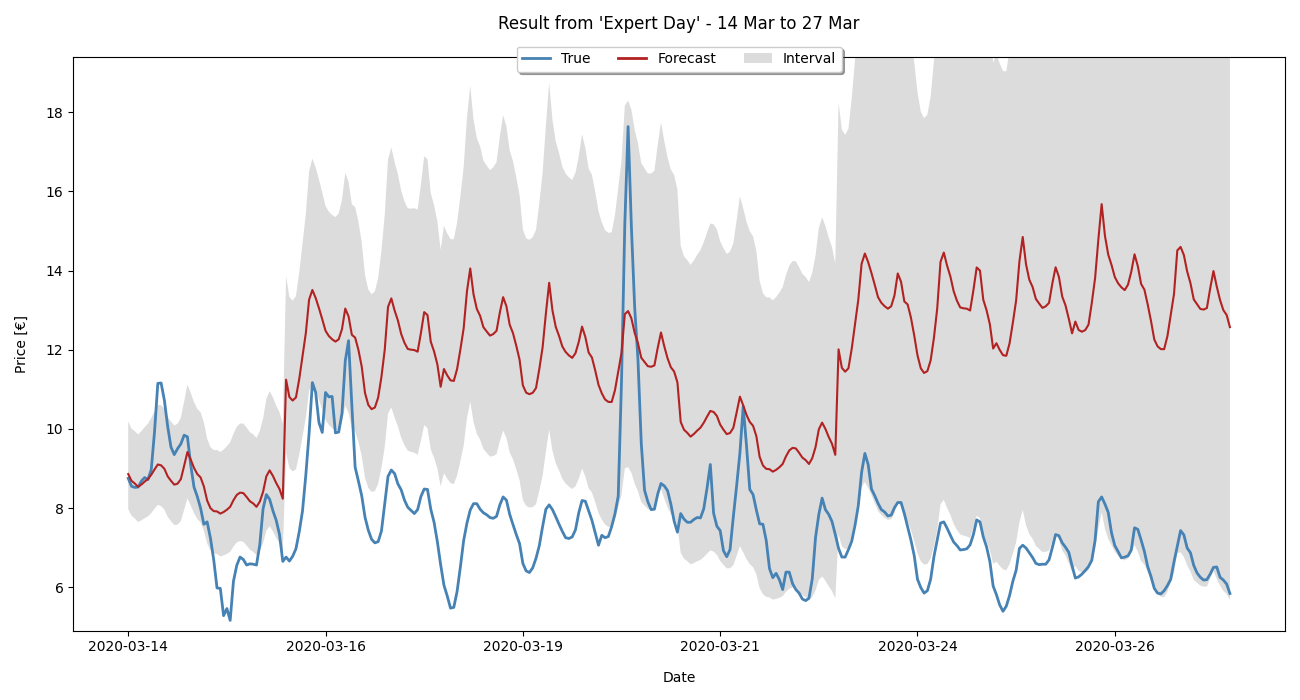 Result from 'Expert Day' - 14 Mar to 27 Mar
True Forecast Interval
Price [€]
18
16
14
12
10
8
6
2020-03-14 2020-03-16 2020-03-19 2020-03-21 2020-03-24 2020-03-26
Date